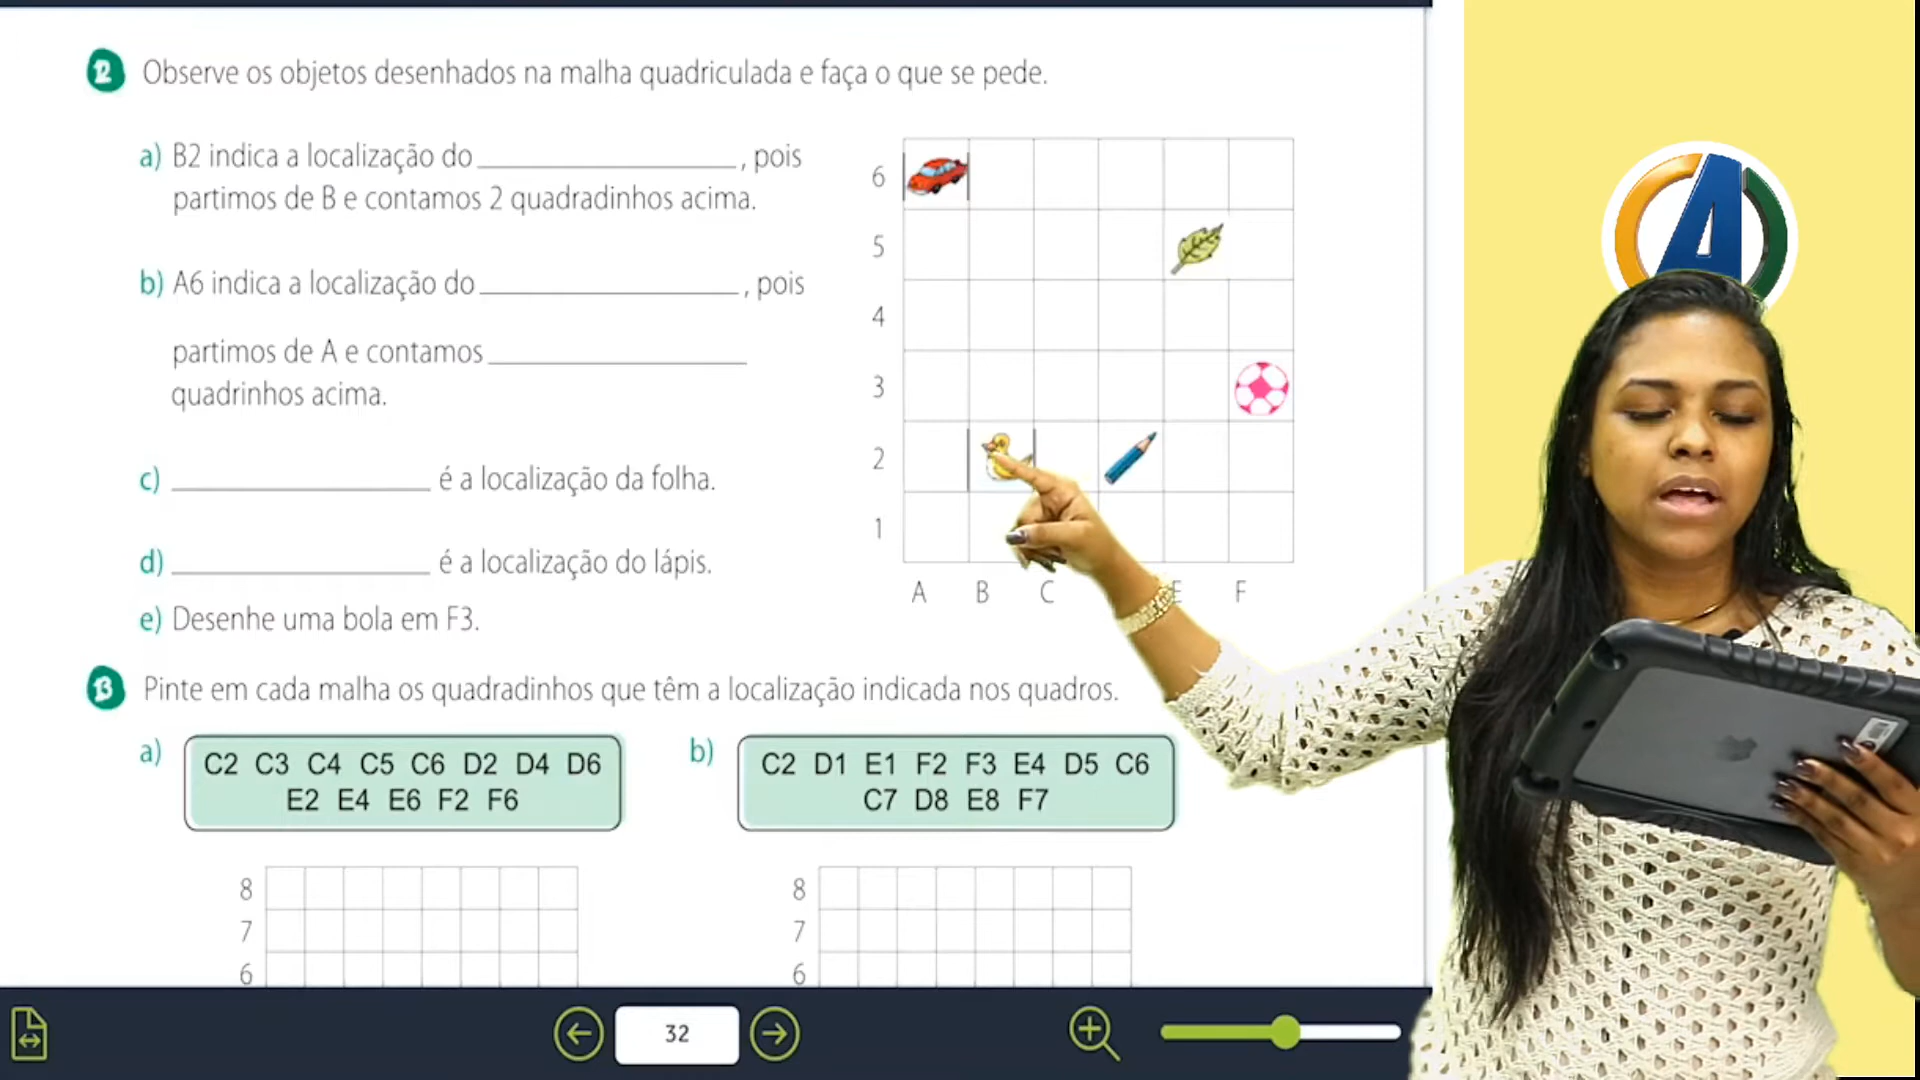 2 Observe os objetos desenhados na malha quadriculada e faça o que se pede.
a) B2 indica a localização do ____________, pois
partimos de B e contamos 2 quadradinhos acima.
b) A6 indica a localização do ____________, pois
partimos de A e contamos ____________
quadrinhos acima.
c) ____________ é a localização da folha.
d) ____________ é a localização do lápis.
e) Desenhe uma bola em F3.
6
5
4
3
2
1
A B C E F
3 Pinte em cada malha os quadradinhos que têm a localização indicada nos quadros.
a)
C2 C3 C4 C5 C6 D2 D4 D6
E2 E4 E6 F2 F6
8
7
6
b)
C2 D1 E1 F2 F3 E4 D5 C6
C7 D8 E8 F7
8
7
6
32
A